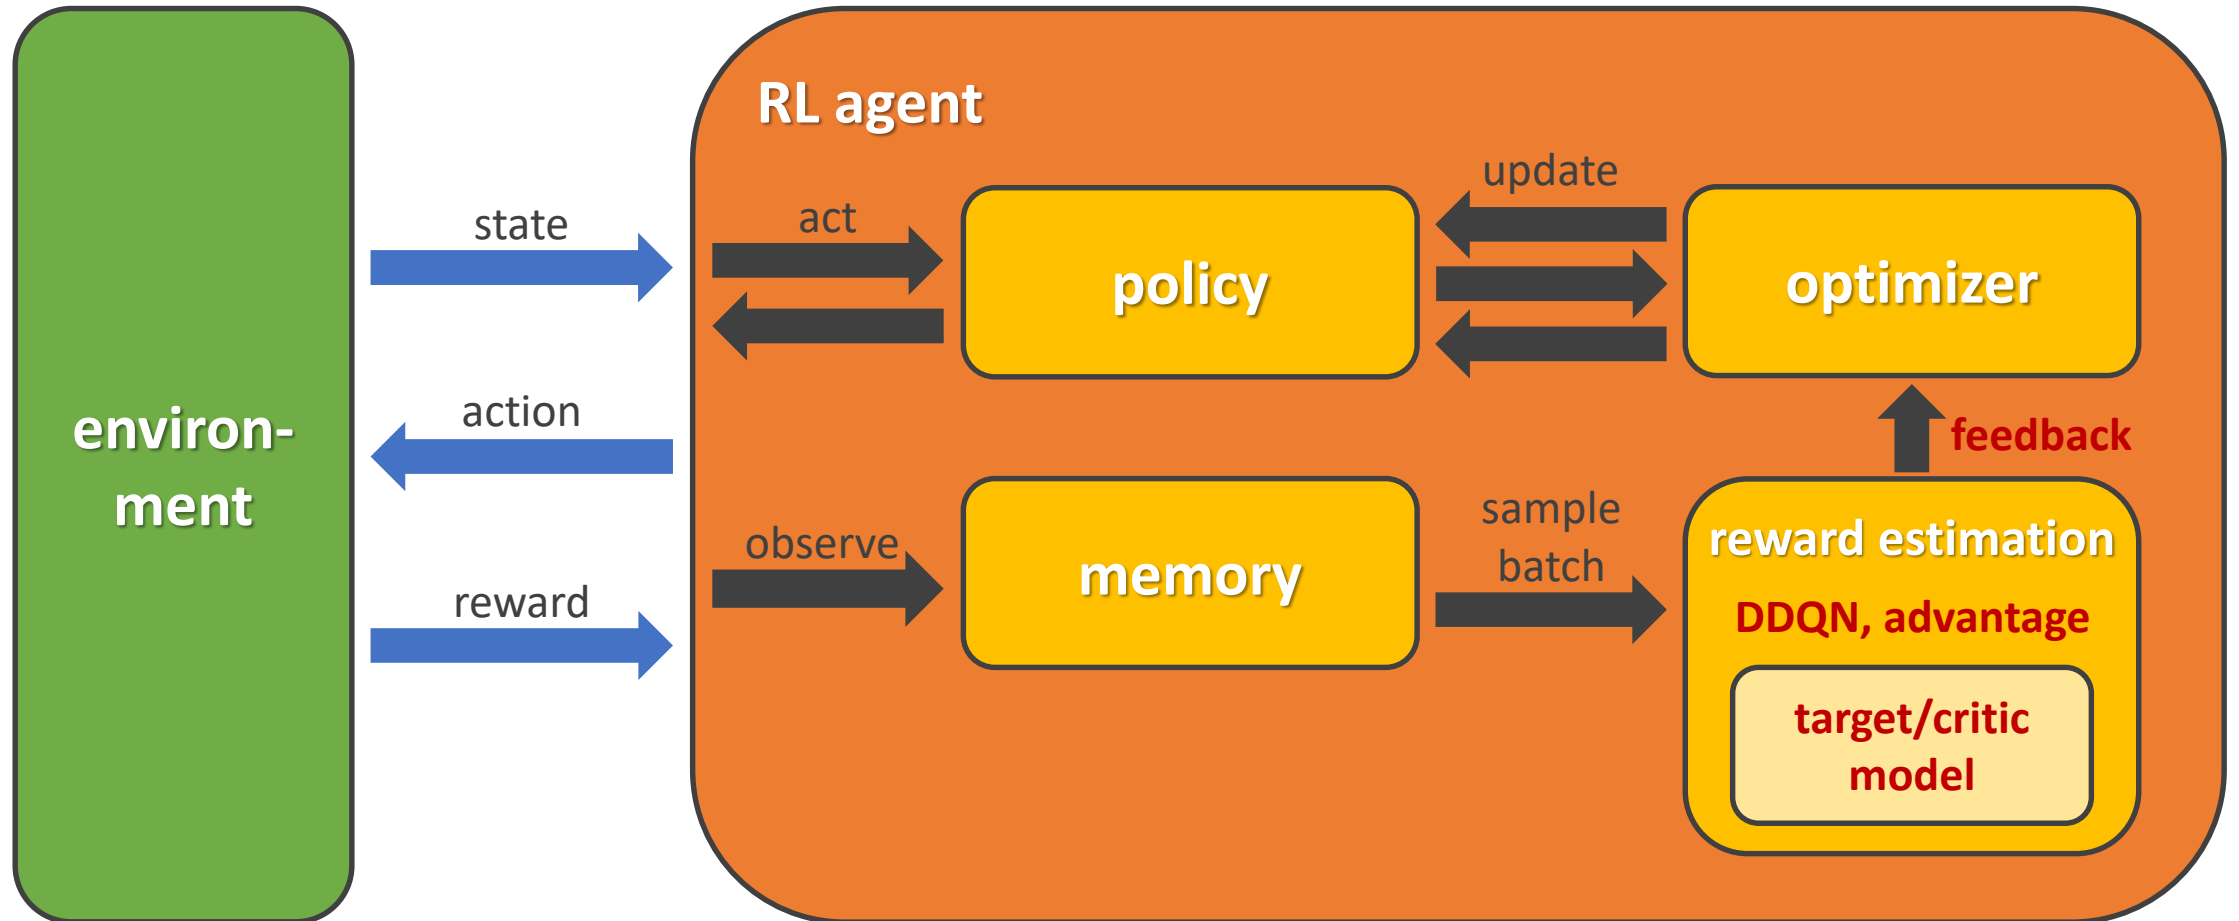 RL agent
update
state
act
policy
optimizer
action
environ-
ment
feedback
observe
memory
sample
batch
reward estimation
reward
DDQN, advantage
target/critic
model